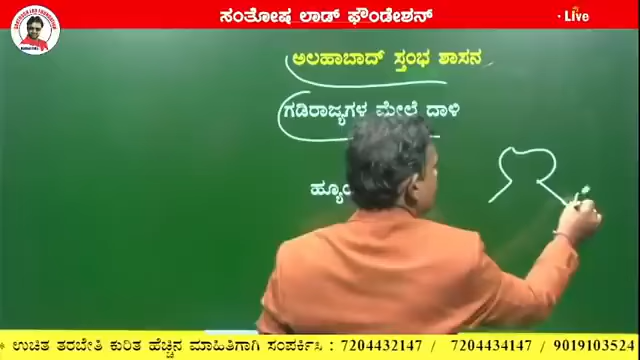 ಸಂತೋಷ ಲಾಡ್ ಫೌಂಡೇಶನ್
Live
ಅಲಹಾಬಾದ್ ಸ್ತಂಭ ಶಾಸನ
ಗಡಿರಾಜ್ಯಗಳ ಮೇಲೆ ದಾಳಿ
* ಉಚಿತ ತರಬೇತಿ ಕುರಿತ ಹೆಚ್ಚಿನ ಮಾಹಿತಿಗಾಗಿ ಸಂಪರ್ಕಿಸಿ : 7204432147 / 7204434147 / 9019103524